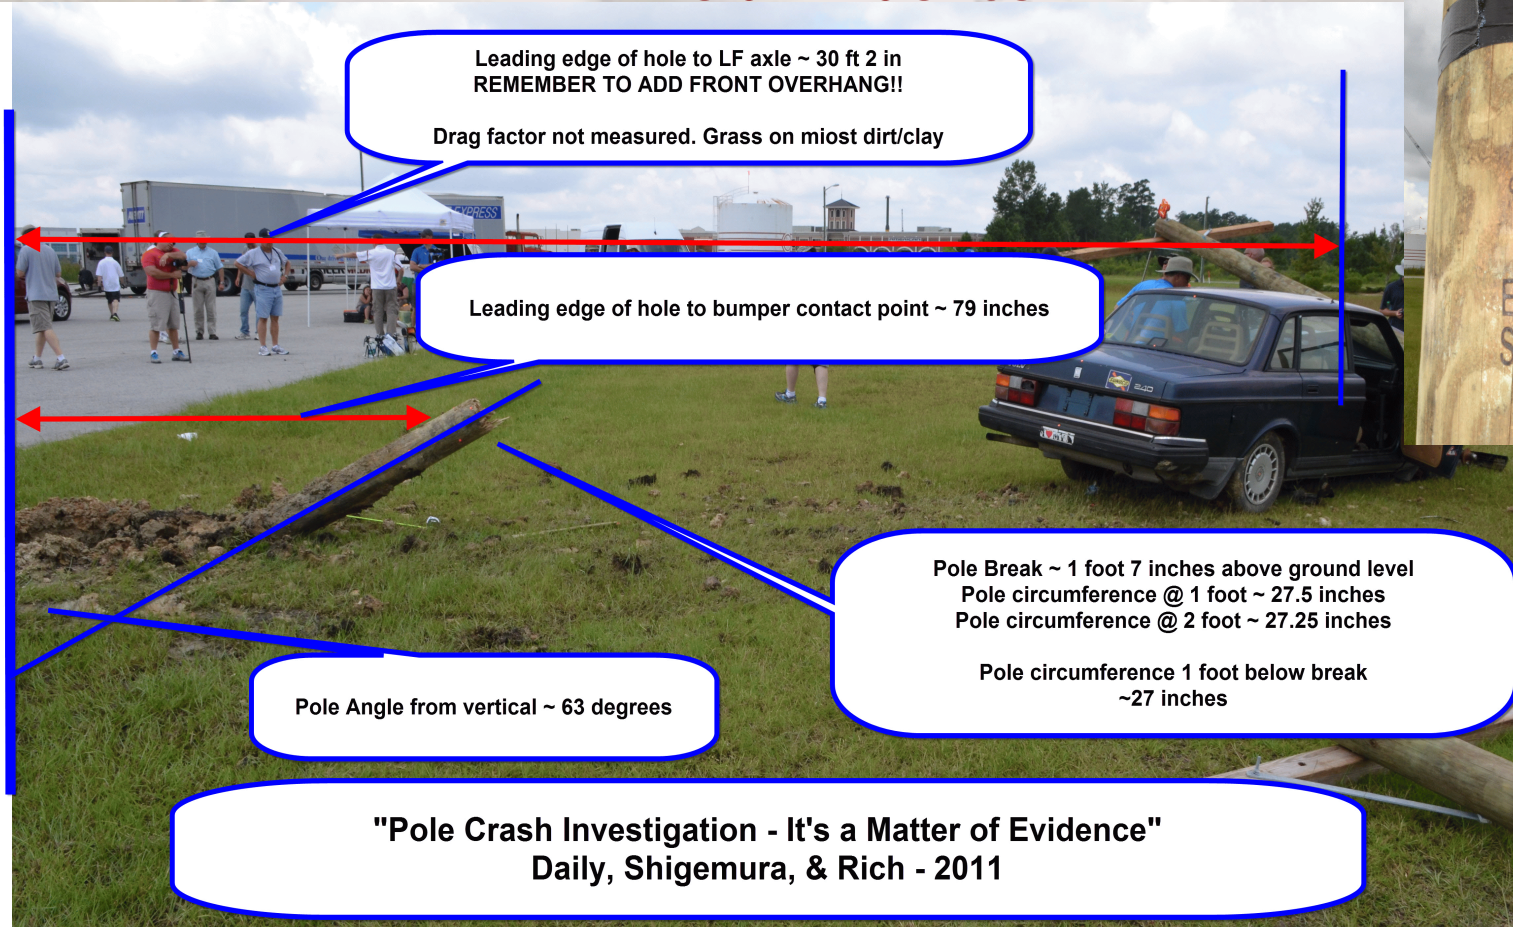 Leading edge of hole to LF axle ~ 30 ft 2 in
REMEMBER TO ADD FRONT OVERHANG!!
Drag factor not measured. Grass on miost dirt/clay
EXPRESS
Leading edge of hole to bumper contact point ~ 79 inches
240
Pole Break ~ 1 foot 7 inches above ground level
Pole circumference @ 1 foot ~ 27.5 inches
Pole circumference @ 2 foot ~ 27.25 inches
Pole circumference 1 foot below break
~27 inches
Pole Angle from vertical ~ 63 degrees
"Pole Crash Investigation - It's a Matter of Evidence"
Daily, Shigemura, & Rich - 2011